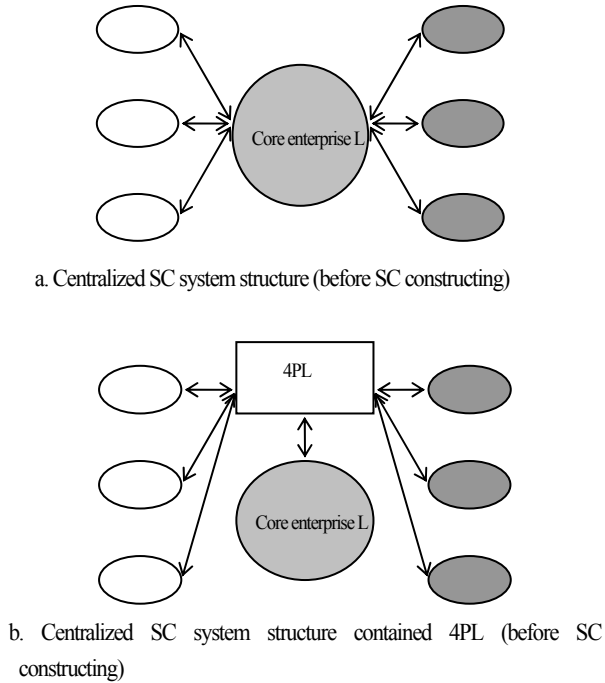 Core enterprise L
a. Centralized SC system structure (before SC constructing)
4PL
Core enterprise L
b. Centralized SC system structure contained 4PL (before SC
constructing)